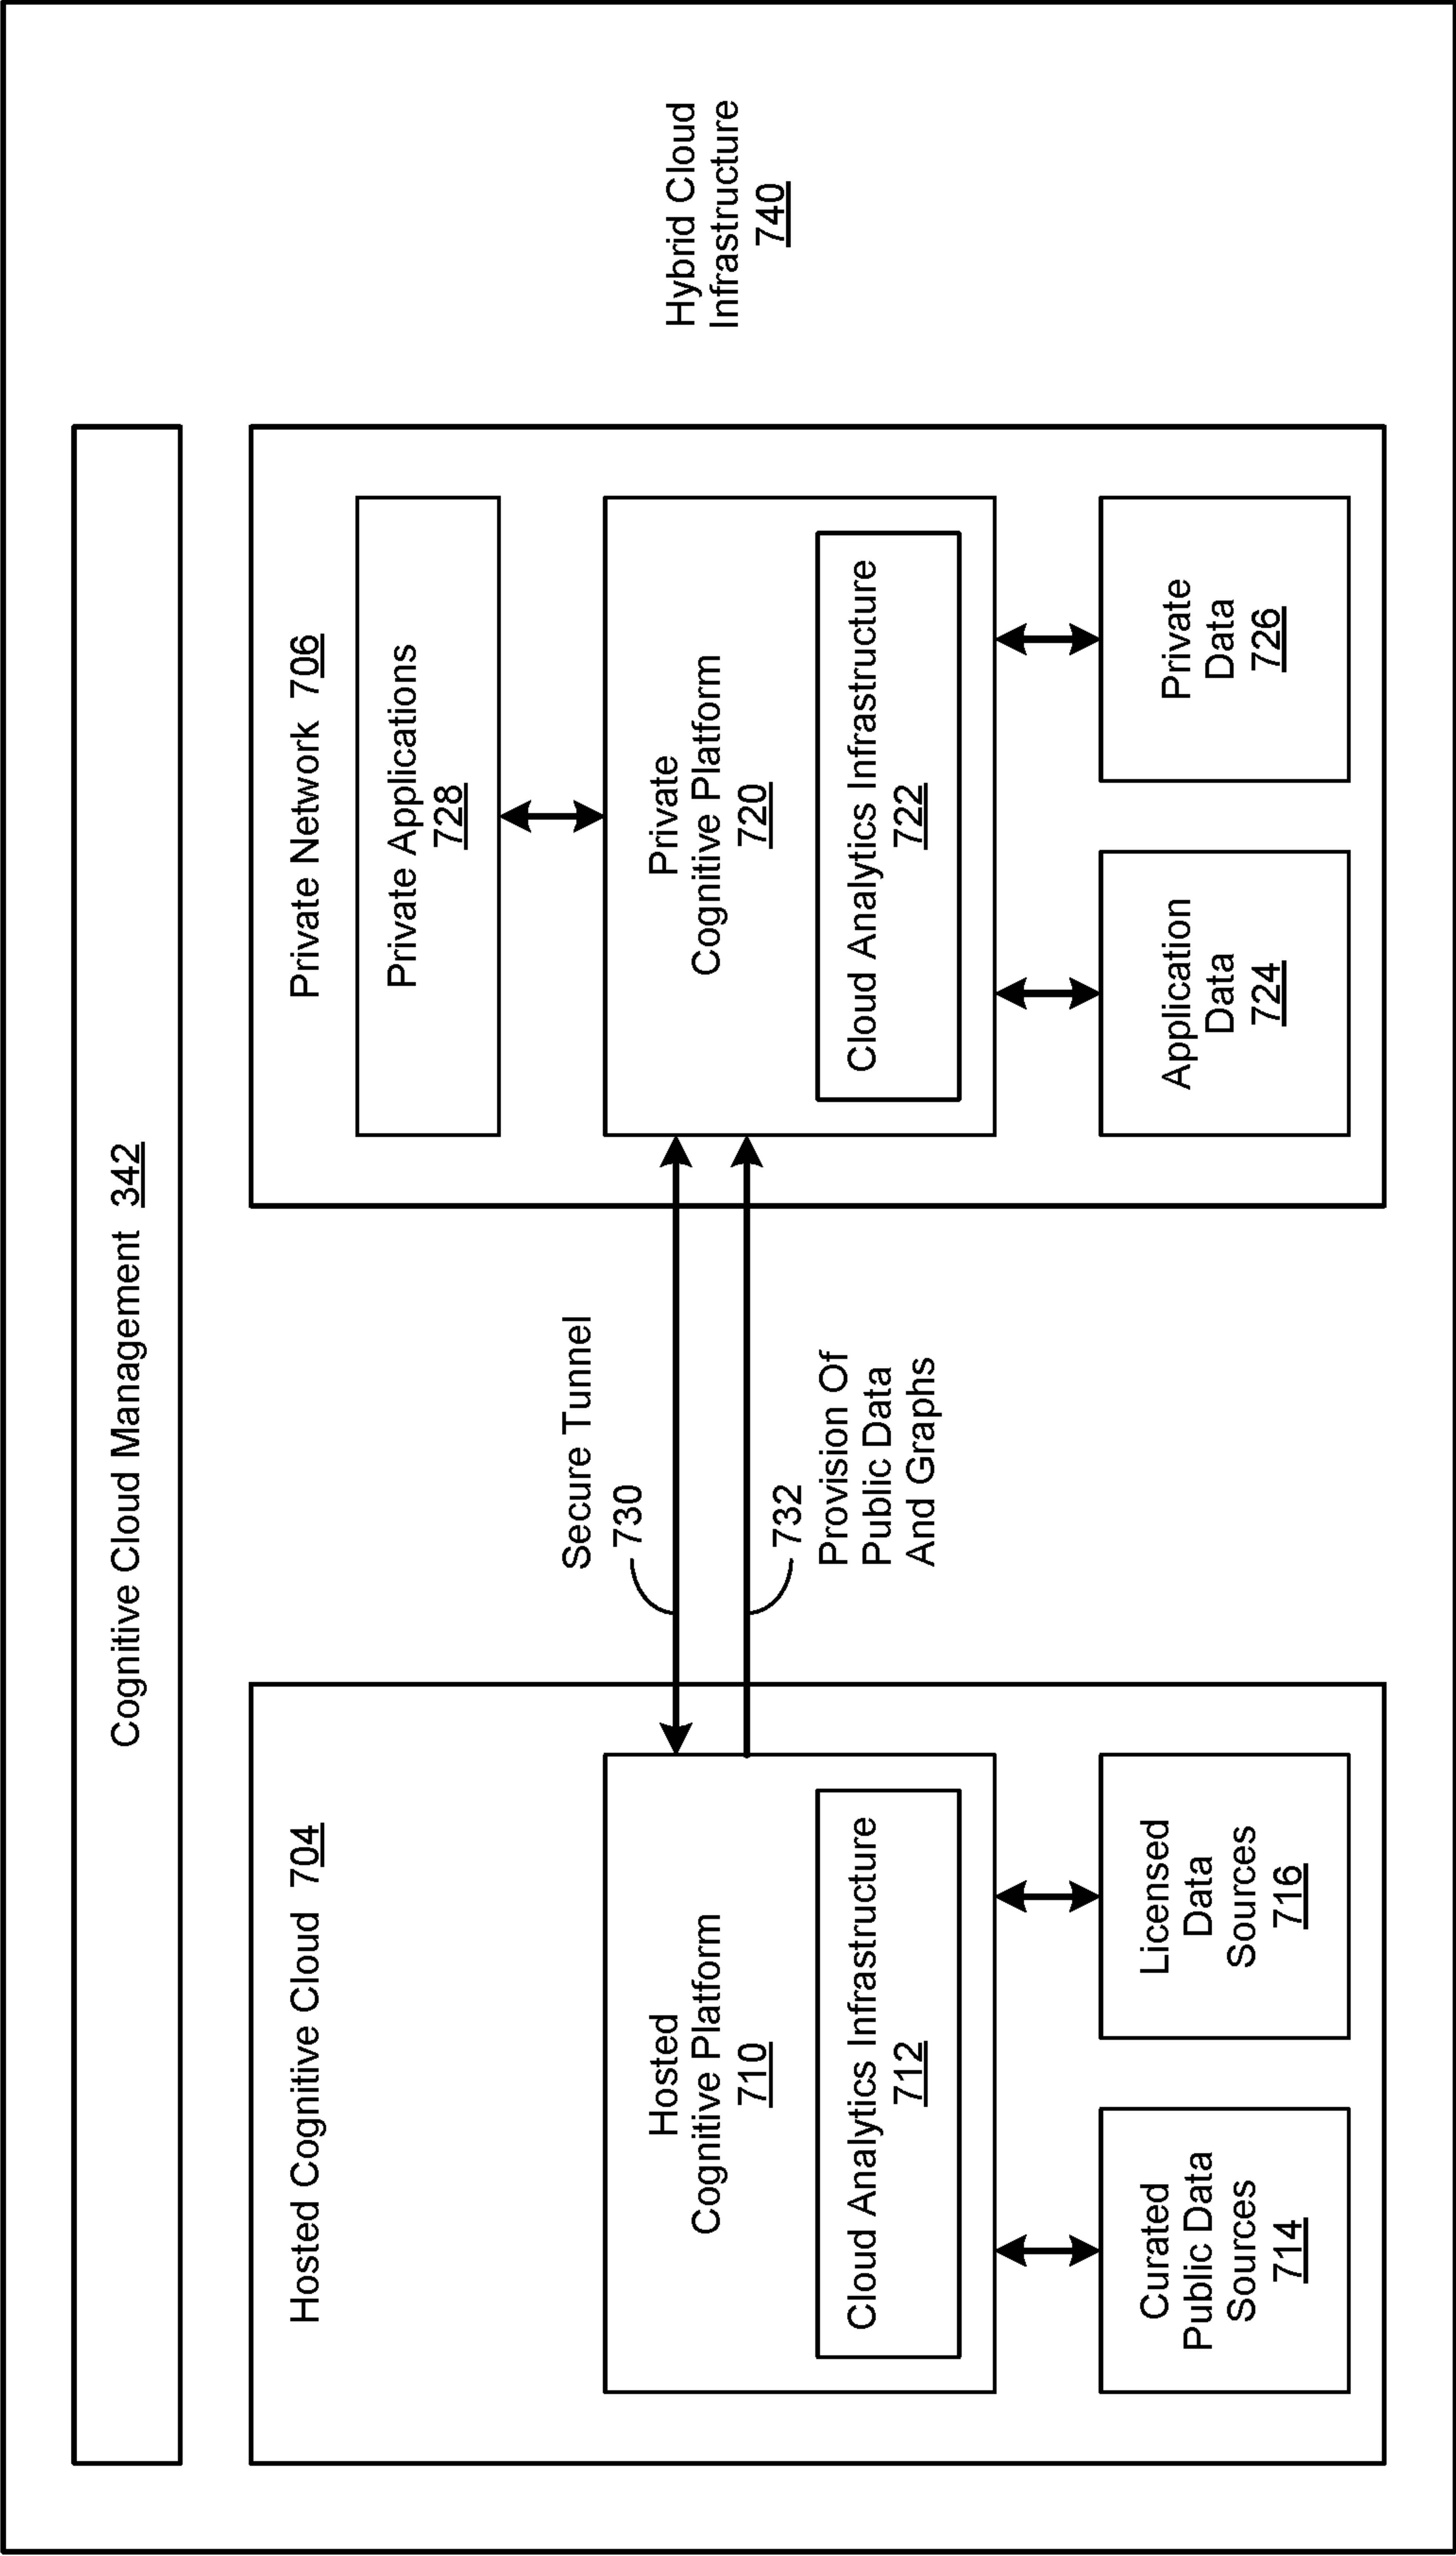 Cognitive Cloud Management 342
Hosted Cognitive Cloud 704
Hosted
Cognitive Platform
710
Cloud Analytics Infrastructure
712
Curated
Public Data
Sources
714
Licensed
Data
Sources
716
Secure Tunnel
730
732
Provision Of
Public Data
And Graphs
Private Network 706
Private Applications
728
Private
Cognitive Platform
720
Cloud Analytics Infrastructure
722
Application
Data
724
Private
Data
726
Hybrid Cloud
Infrastructure
740